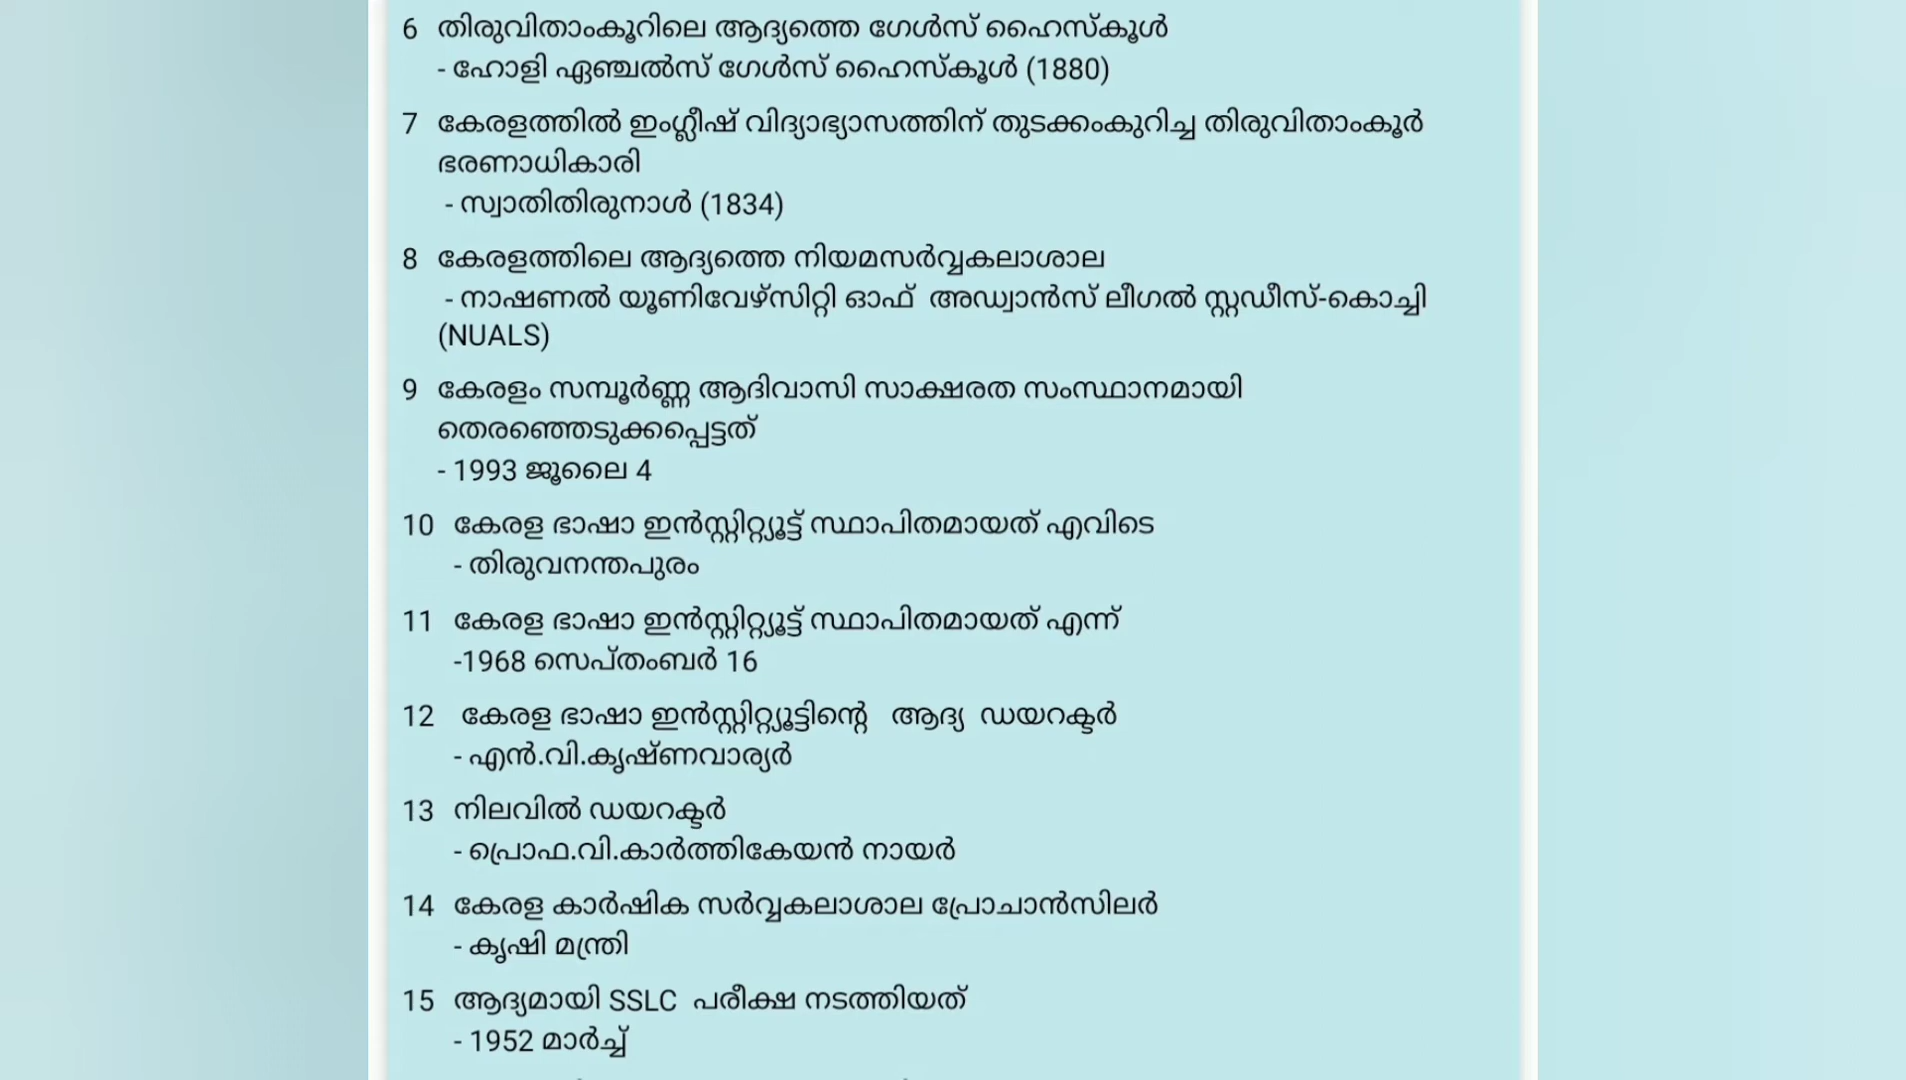 6 തിരുവിതാംകൂറിലെ ആദ്യത്തെ ഗേൾസ് ഹൈസ്കൂൾ
- ഹോളി ഏഞ്ചൽസ് ഗേൾസ് ഹൈസ്കൂൾ (1880)
7 കേരളത്തിൽ ഇംഗ്ലീഷ് വിദ്യാഭ്യാസത്തിന് തുടക്കംകുറിച്ച തിരുവിതാംകൂർ
ഭരണാധികാരി
- സ്വാതിതിരുനാൾ (1834)
8 കേരളത്തിലെ ആദ്യത്തെ നിയമസർവ്വകലാശാല
- നാഷണൽ യൂണിവേഴ്സിറ്റി ഓഫ് അഡ്വാൻസ് ലീഗൽ സ്റ്റഡീസ്-കൊച്ചി
(NUALS)
9 കേരളം സമ്പൂർണ്ണ ആദിവാസി സാക്ഷരത സംസ്ഥാനമായി
തെരഞ്ഞെടുക്കപ്പെട്ടത്
- 1993 ജൂലൈ 4
10 കേരള ഭാഷാ ഇൻസ്റ്റിറ്റ്യൂട്ട് സ്ഥാപിതമായത് എവിടെ
- തിരുവനന്തപുരം
11 കേരള ഭാഷാ ഇൻസ്റ്റിറ്റ്യൂട്ട് സ്ഥാപിതമായത് എന്ന്
-1968 സെപ്തംബർ 16
12 കേരള ഭാഷാ ഇൻസ്റ്റിറ്റ്യൂട്ടിന്റെ ആദ്യ ഡയറക്ടർ
- എൻ.വി.കൃഷ്ണവാര്യർ
13 നിലവിൽ ഡയറക്ടർ
- പ്രൊഫ.വി.കാർത്തികേയൻ നായർ
14 കേരള കാർഷിക സർവ്വകലാശാല പ്രോചാൻസിലർ
- കൃഷി മന്ത്രി
15 ആദ്യമായി SSLC പരീക്ഷ നടത്തിയത്
- 1952 മാർച്ച്